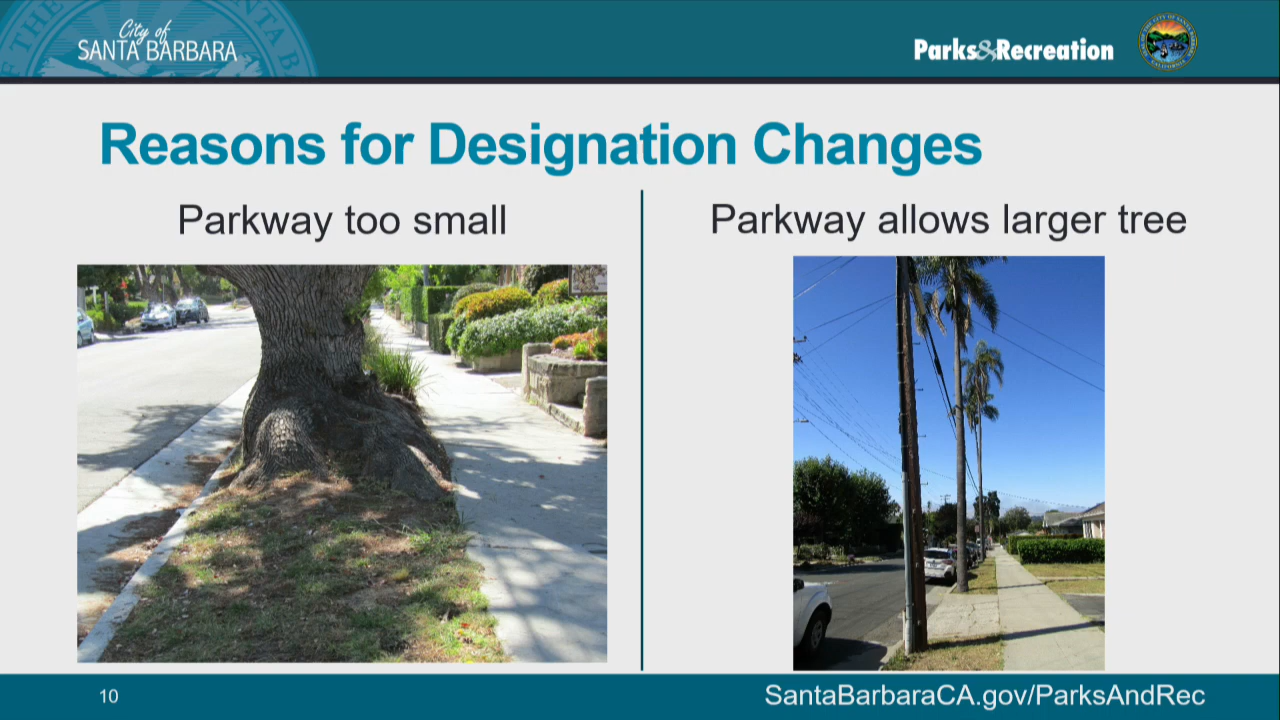 City of
SANTA BARBARA
Parks&Recreation
Reasons for Designation Changes
Parkway too small
Parkway allows larger tree
10
SantaBarbaraCA.gov/ParksAndRec